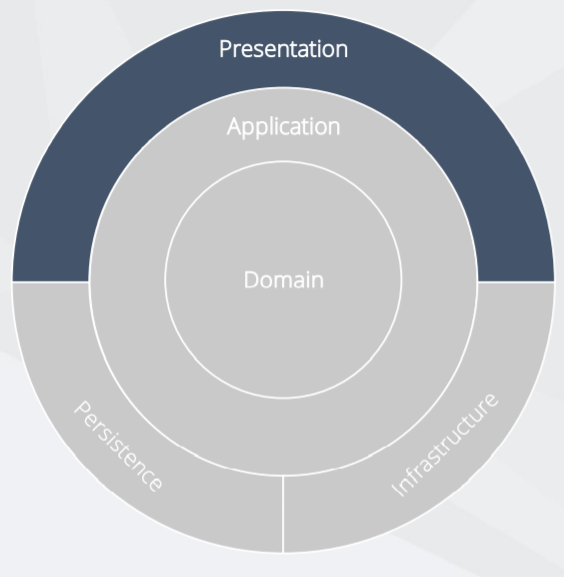 Presentation
Application
Domain
Persistence
Infrastructure